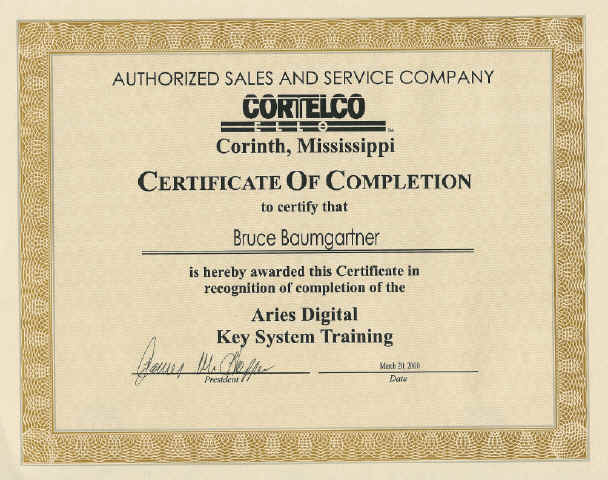 AUTHORIZED SALES AND SERVICE COMPANY
CORTELCO
ELLO
Corinth, Mississippi
CERTIFICATE OF COMPLETION
to certify that
Bruce Baumgartner
is hereby awarded this Certificate in
recognition of completion of the
Aries Digital
Key System Training
March 20, 2000
President
Date